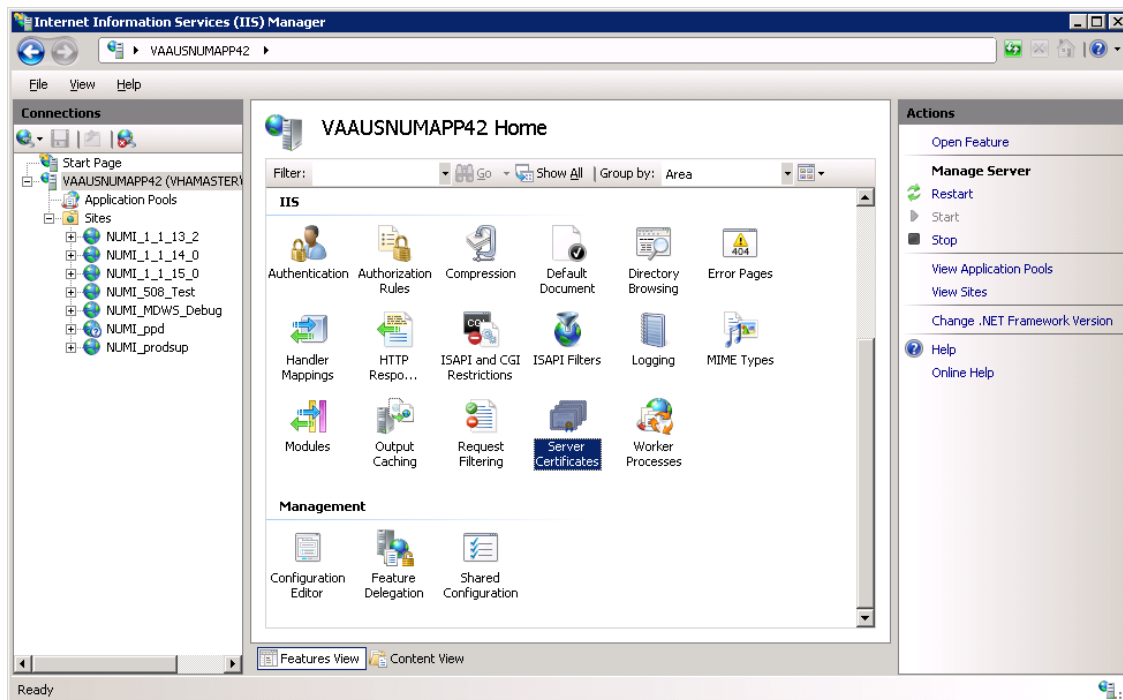 Internet Information Services (IIS) Manager
VAAUSNUMAPP42
File View Help
Connections
Start Page
VAAUSNUMAPP42 (VHAMASTER\
Application Pools
Sites
NUMI_1_1_13_2
NUMI_1_1_14_0
NUMI_1_1_15_0
NUMI_508_Test
NUMI_MDWS_Debug
NUMI_ppd
NUMI_prodsup
VAAUSNUMAPP42 Home
Filter: Go Show All Group by: Area
IIS
Authentication
Authorization
Rules
Compression
Default
Document
Directory
Browsing
Error Pages
404
Handler
Mappings
HTTP
Respo...
CGI
ISAPI and CGI
Restrictions
ISAPI Filters
Logging
MIME Types
Modules
Output
Caching
Request
Filtering
Server
Certificates
Worker
Processes
Management
Configuration
Editor
Feature
Delegation
Shared
Configuration
Features View Content View
Actions
Open Feature
Manage Server
Restart
Start
Stop
View Application Pools
View Sites
Change .NET Framework Version
Help
Online Help
Ready